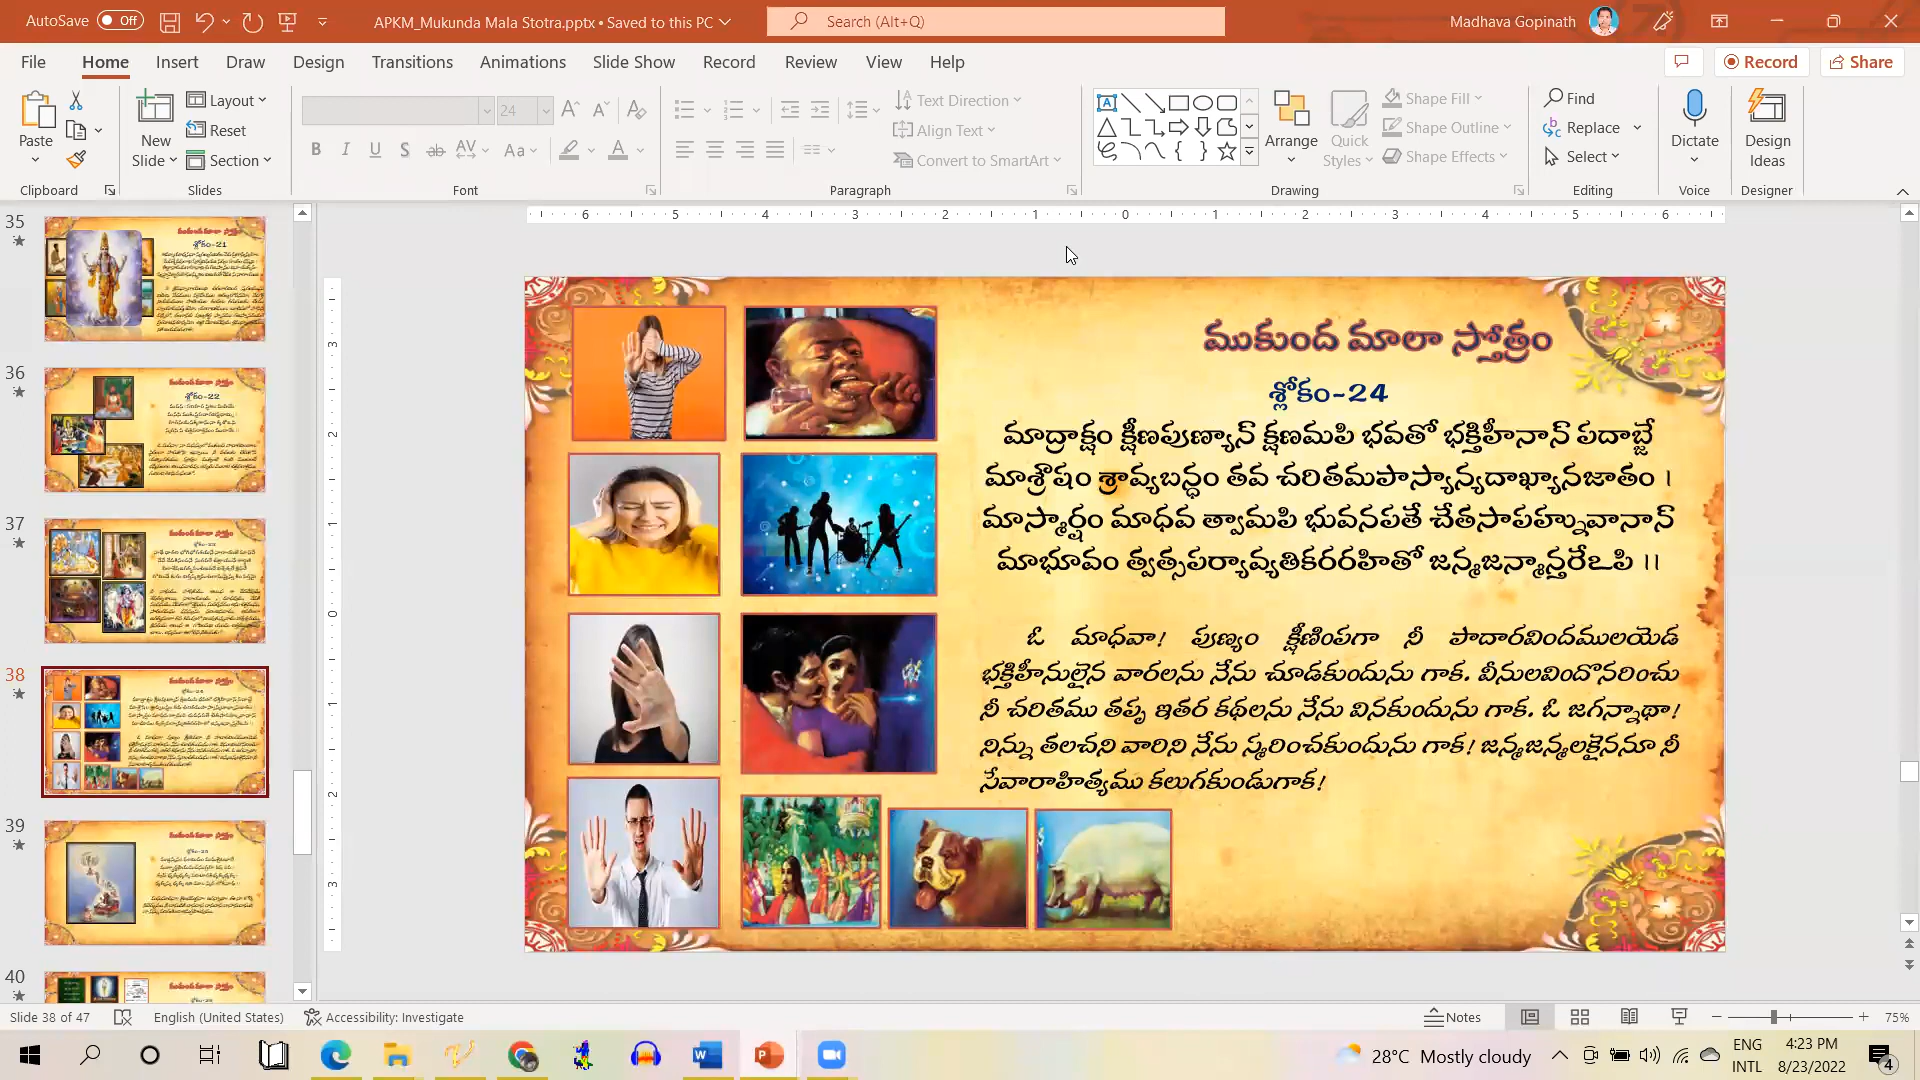 AutoSave Off APKM_Mukunda Mala Stotra.pptx • Saved to this PC Search (Alt+Q) Madhava Gopinath
File Home Insert Draw Design Transitions Animations Slide Show Record Review View Help Record Share
Paste New Slide Layout Reset Section 24 Text Direction Align Text Convert to SmartArt Arrange Quick Styles Shape Fill Shape Outline Shape Effects Find Replace Select Dictate Design Ideas
Clipboard Slides Font Paragraph Drawing Editing Voice Designer
35
36
37
38
39
40
ముకుంద మాలా స్తోత్రం
శ్లోకం-24
మాద్రాక్షం క్షీణపుణ్యాన్ క్షణమపి భవతో భక్తిహీనాన్ పదాబ్జే
మాశ్రౌషం శ్రావ్యబన్ధం తవ చరితమపాస్యాన్యదాఖ్యానజాతం ।
మాస్మార్షం మాధవ త్వామపి భువనపతే చేతసాపహ్నువానాన్
మాభూవం త్వత్సపర్యావ్యతికరరహితో జన్మజన్మాన్తరేఽపి ।।
ఓ మాధవా! పుణ్యం క్షీణింపగా నీ పాదారవిందములయెడ
భక్తిహీనులైన వారలను నేను చూడకుందును గాక. వీనులవిందొనరించు
నీ చరితము తప్ప ఇతర కథలను నేను వినకుందును గాక. ఓ జగన్నాథా!
నిన్ను తలచని వారిని నేను స్మరించకుందును గాక! జన్మజన్మలకైననూ నీ
సేవారాహిత్యము కలుగకుండుగాక!
Slide 38 of 47 English (United States) Accessibility: Investigate Notes 75%
28°C Mostly cloudy ENG INTL 4:23 PM 8/23/2022 4